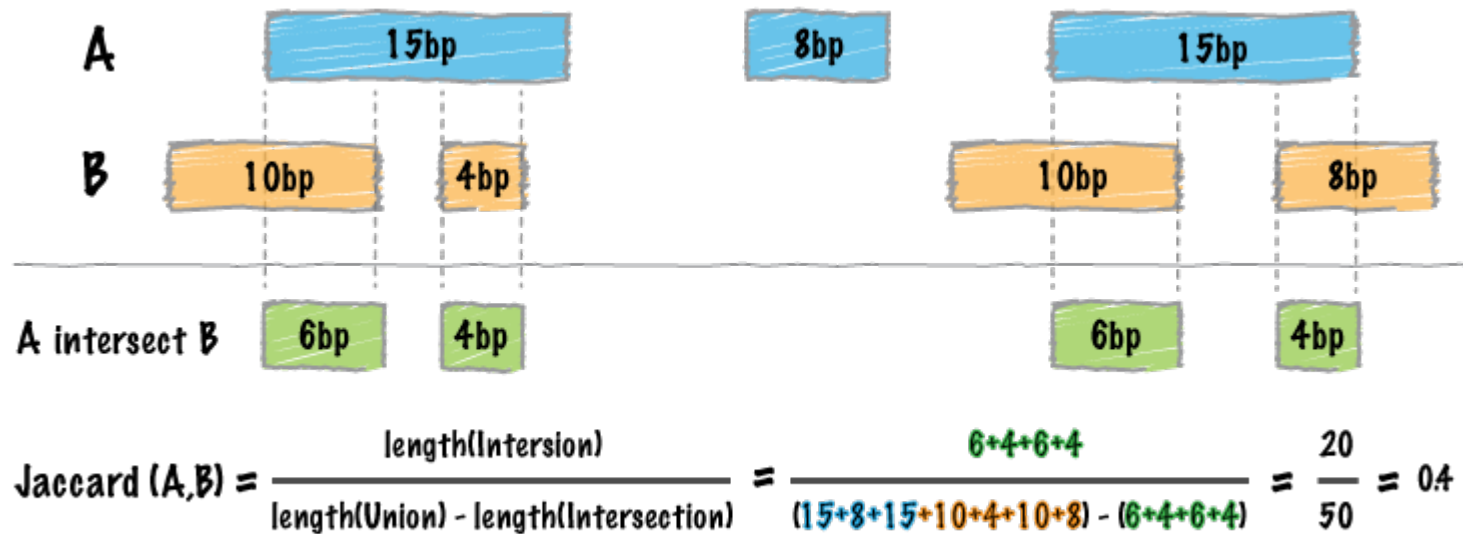 A 15bp 8bp 15bp
B 10bp 4bp 10bp 8bp
A intersect B 6bp 4bp 6bp 4bp
length(Intersion) 6+4+6+4 20
Jaccard (A,B) = = = = 0.4
length(Union) - length(Intersection) (15+8+15+10+4+10+8) - (6+4+6+4) 50